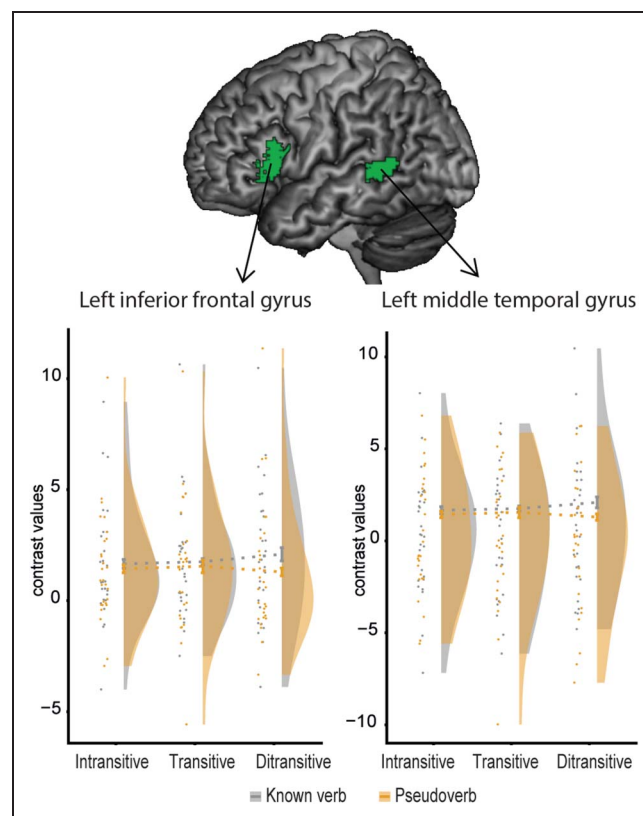 Left inferior frontal gyrus
Left middle temporal gyrus
contrast values
10
5
0
−5
Intransitive Transitive Ditransitive
contrast values
10
5
0
−5
−10
Intransitive Transitive Ditransitive
Known verb Pseudoverb